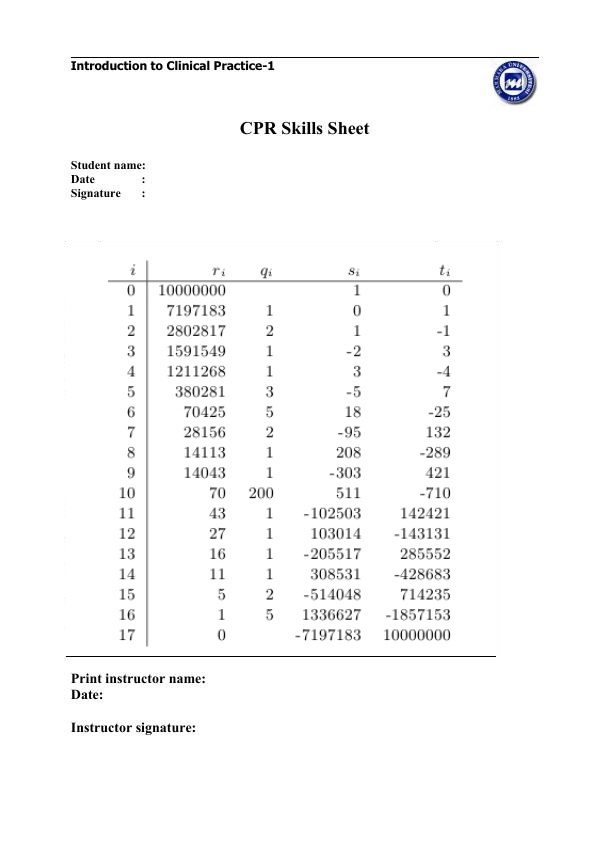 Introduction to Clinical Practice-1
CPR Skills Sheet
Student name:
Date :
Signature :
i r_i q_i s_i t_i
0 10000000 1 0
1 7197183 1 0 1
2 2802817 2 1 -1
3 1591549 1 -2 3
4 1211268 1 3 -4
5 380281 3 -5 7
6 70425 5 18 -25
7 28156 2 -95 132
8 14113 1 208 -289
9 14043 1 -303 421
10 70 200 511 -710
11 43 1 -102503 142421
12 27 1 103014 -143131
13 16 1 -205517 285552
14 11 1 308531 -428683
15 5 2 -514048 714235
16 1 5 1336627 -1857153
17 0 -7197183 10000000
Print instructor name:
Date:
Instructor signature: